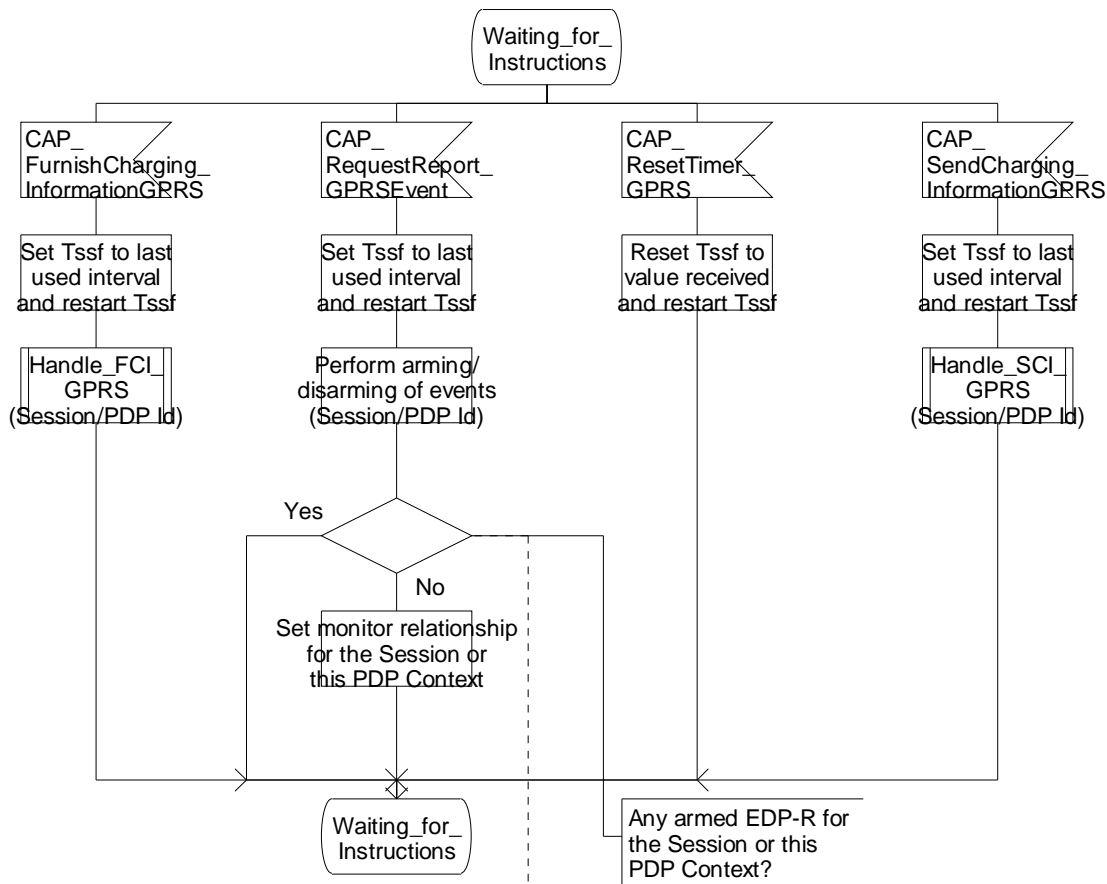 Waiting_for_
Instructions
CAP_
FurnishCharging_
InformationGPRS
CAP_
RequestReport_
GPRSEvent
CAP_
ResetTimer_
GPRS
CAP_
SendCharging_
InformationGPRS
Set Tssf to last
used interval
and restart Tssf
Set Tssf to last
used interval
and restart Tssf
Reset Tssf to
value received
and restart Tssf
Set Tssf to last
used interval
and restart Tssf
Handle_FCI_
GPRS
(Session/PDP Id)
Perform arming/
disarming of events
(Session/PDP Id)
Handle_SCI_
GPRS
(Session/PDP Id)
Yes
No
Set monitor relationship
for the Session or
this PDP Context
Waiting_for_
Instructions
Any armed EDP-R for
the Session or this
PDP Context?